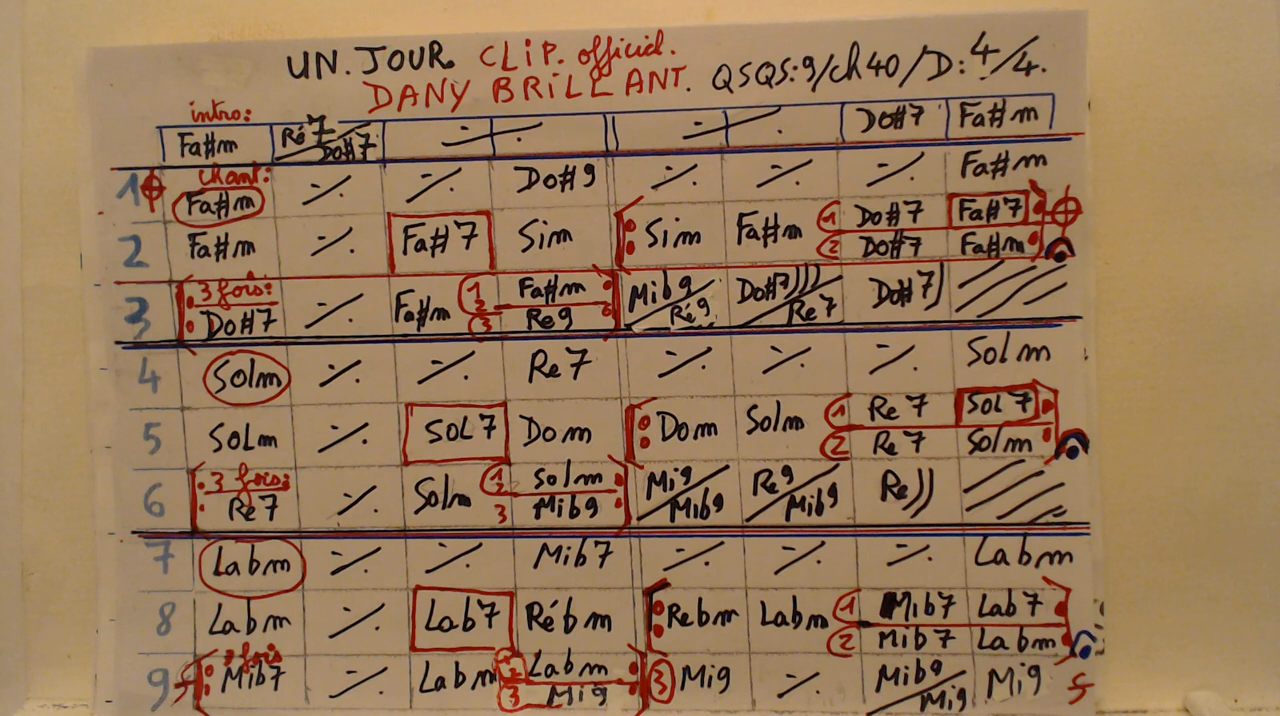 UN. JOUR. CLIP. officiel.
DANY BRILLANT. QSQS:9/ch40/D:4/4.
intro:
Fa#m Ré7/Do#7 ·/. ·/. Do#7 Fa#m
chant:
1 Fa#m ·/. ·/. Do#9 ·/. ·/. ·/. Fa#m
2 Fa#m ·/. Fa#7 Sim Sim Fa#m 1 Do#7 Fa#7
2 Do#7 Fa#m
3 3 fois: Do#7 ·/. Fa#m 1 2 Fa#m Mib9/Ré9 Do#7)))/Re7 Do#7)
3 Re9
4 Solm ·/. ·/. Re7 ·/. ·/. ·/. Solm
5 SOLm ·/. SOL7 Dom Dom Solm 1 Re7 SOL7
2 Re7 Solm
6 3 fois: Re7 ·/. Solm 1 2 Solm Mi9/Mib9 Re9/Mib9 Re))
3 Mib9
7 Labm ·/. ·/. Mib7 ·/. ·/. ·/. Labm
8 Labm ·/. Lab7 Rébm Rebm Labm 1 Mib7 Lab7
2 Mib7 Labm
9 3 fois Mib7 ·/. Labm 1 2 Labm 3 Mi9 ·/. Mib9/Mi9 Mi9
3 Mi9